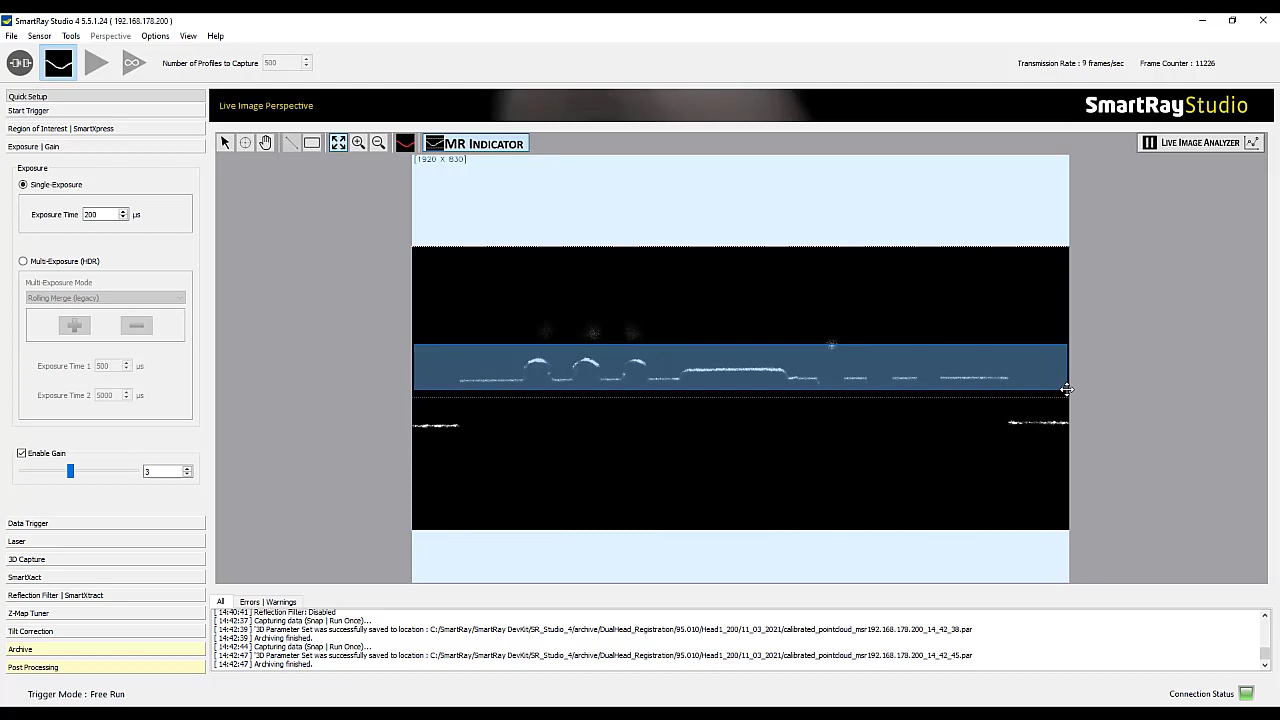 SmartRay Studio 4 5.5.1.24 ( 192.168.178.200 )
File Sensor Tools Perspective Options View Help
Number of Profiles to Capture 500
Transmission Rate : 9 frames/sec Frame Counter : 11226
Quick Setup
Start Trigger
Region of Interest | SmartXpress
Exposure | Gain
Exposure
Single-Exposure
Exposure Time 200 µs
Multi-Exposure (HDR)
Multi-Exposure Mode
Rolling Merge (legacy)
Exposure Time 1 500 µs
Exposure Time 2 5000 µs
Enable Gain
3
Data Trigger
Laser
3D Capture
SmartXact
Reflection Filter | SmartXtract
Z-Map Tuner
Tilt Correction
Archive
Post Processing
Trigger Mode : Free Run
Live Image Perspective
SmartRayStudio
MR INDICATOR
LIVE IMAGE ANALYZER
[1920 X 830]
All Errors | Warnings
[ 14:40:41] Reflection Filter: Disabled
[ 14:42:37] Capturing data (Snap | Run Once)...
[ 14:42:39] '3D Parameter Set was successfully saved to location : C:/SmartRay/SmartRay DevKit/SR_Studio_4/archive/DualHead_Registration/95.010/Head1_200/11_03_2021/calibrated_pointcloud_msr192.168.178.200_14_42_38.par
[ 14:42:39] Archiving finished.
[ 14:42:44] Capturing data (Snap | Run Once)...
[ 14:42:47] '3D Parameter Set was successfully saved to location : C:/SmartRay/SmartRay DevKit/SR_Studio_4/archive/DualHead_Registration/95.010/Head1_200/11_03_2021/calibrated_pointcloud_msr192.168.178.200_14_42_45.par
[ 14:42:47] Archiving finished.
Connection Status